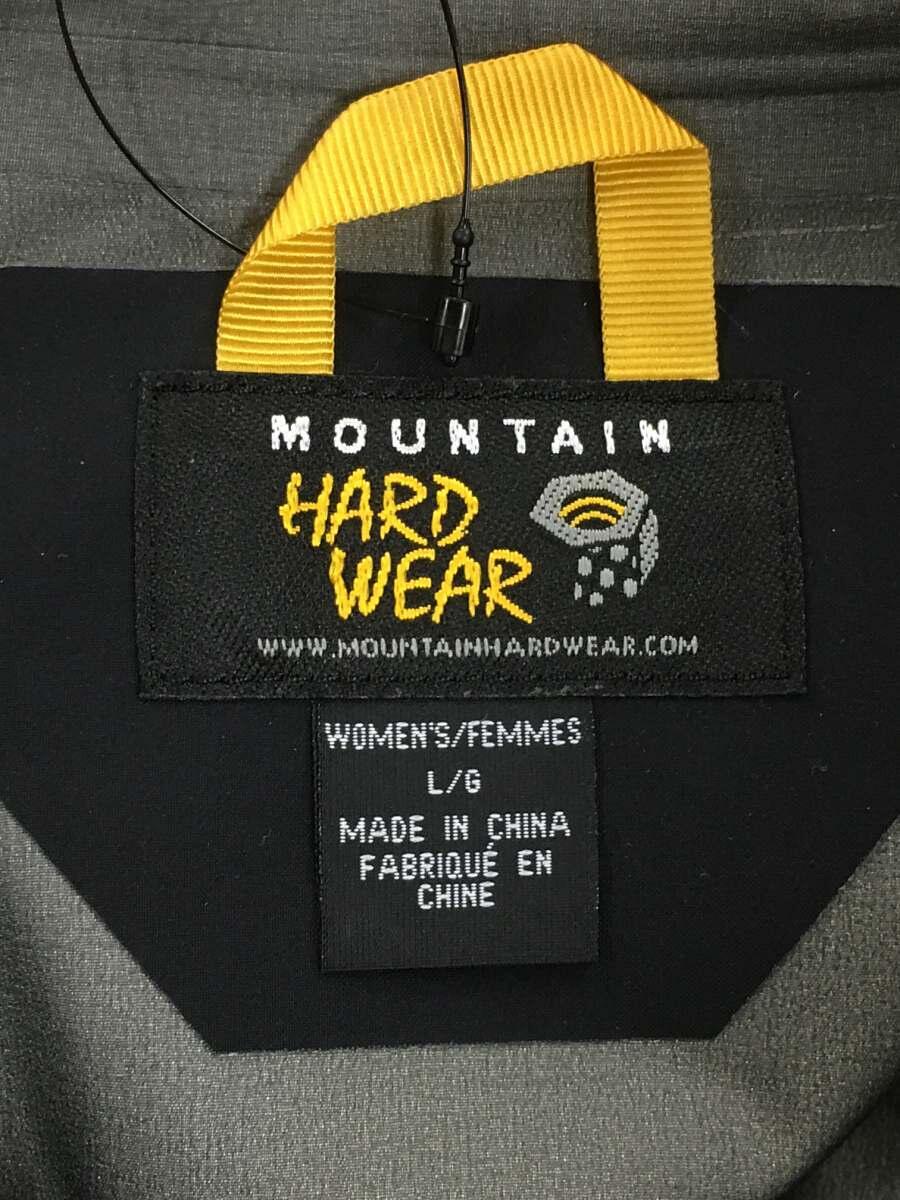 MOUNTAIN
HARD
WEAR
WWW.MOUNTAINHARDWEAR.COM
WOMEN'S/FEMMES
L/G
MADE IN CHINA
FABRIQUÉ EN
CHINE